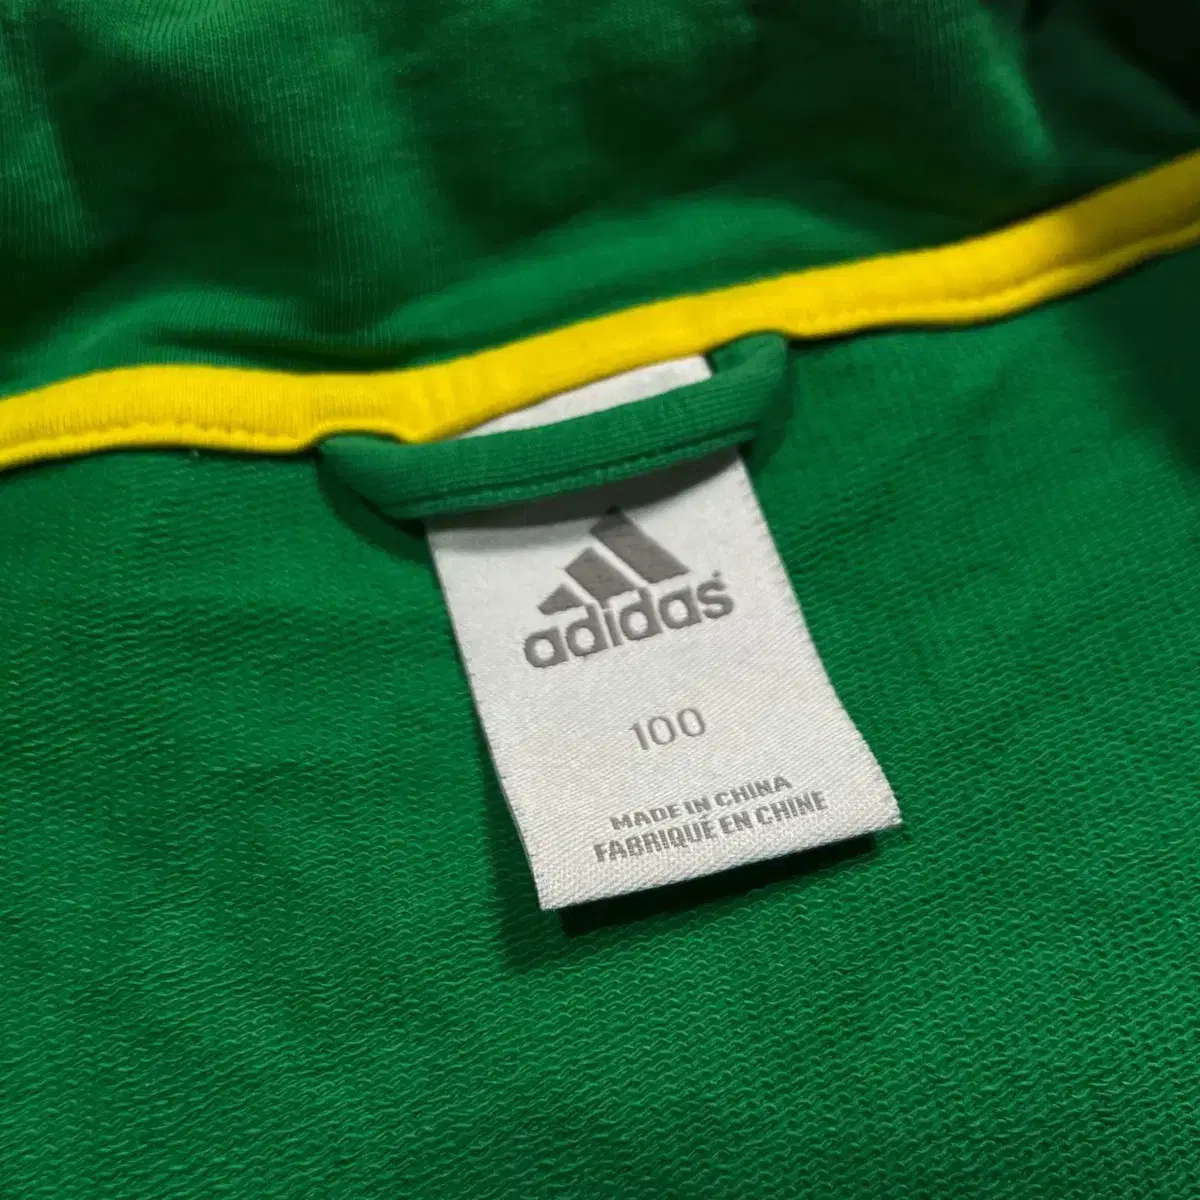 adidas
100
MADE IN CHINA
FABRIQUÉ EN CHINE